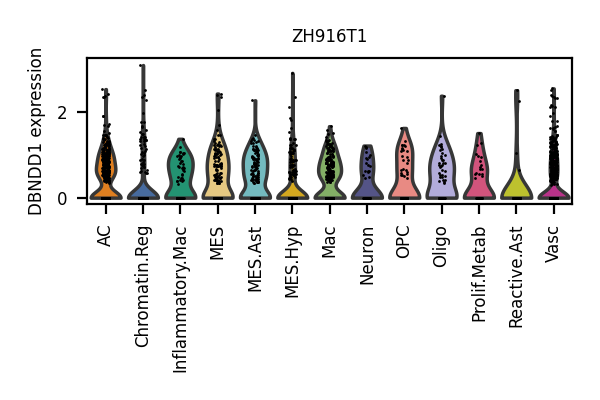 ZH916T1
DBNDD1 expression
2
0
AC
Chromatin.Reg
Inflammatory.Mac
MES
MES.Ast
MES.Hyp
Mac
Neuron
OPC
Oligo
Prolif.Metab
Reactive.Ast
Vasc